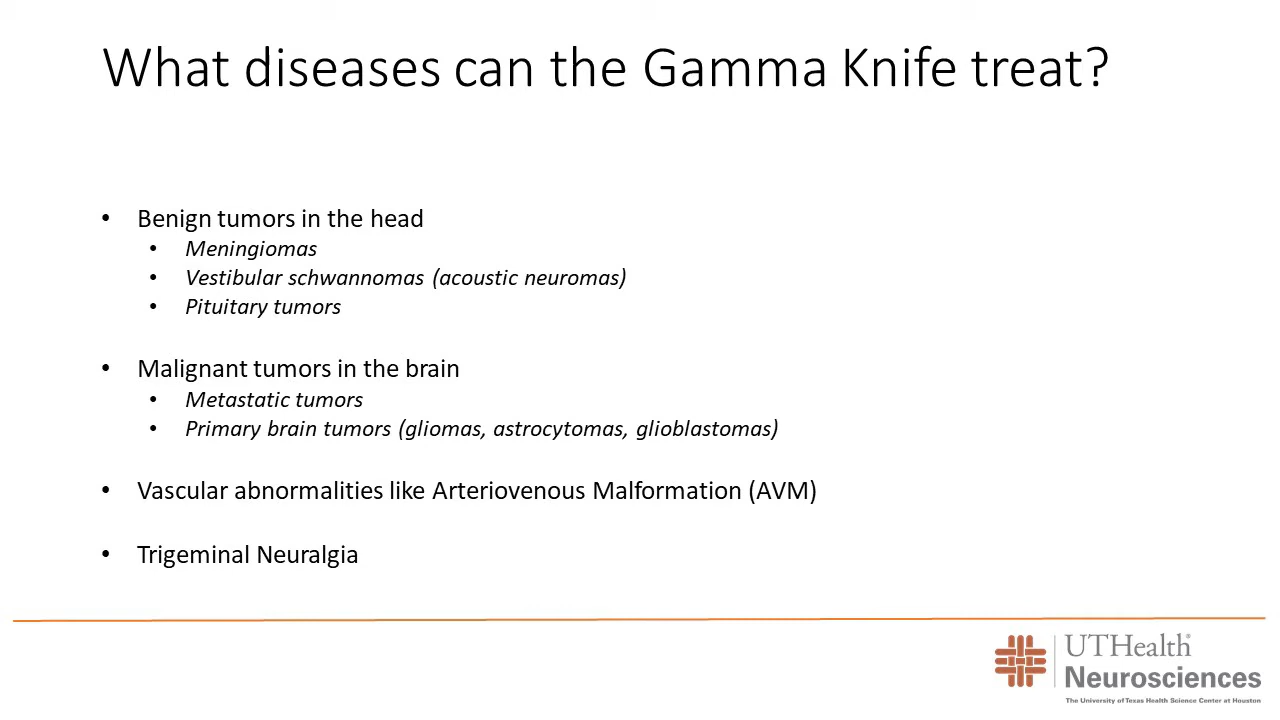 What diseases can the Gamma Knife treat?
• Benign tumors in the head
• Meningiomas
• Vestibular schwannomas (acoustic neuromas)
• Pituitary tumors
• Malignant tumors in the brain
• Metastatic tumors
• Primary brain tumors (gliomas, astrocytomas, glioblastomas)
• Vascular abnormalities like Arteriovenous Malformation (AVM)
• Trigeminal Neuralgia
UTHealth®
Neurosciences
The University of Texas Health Science Center at Houston